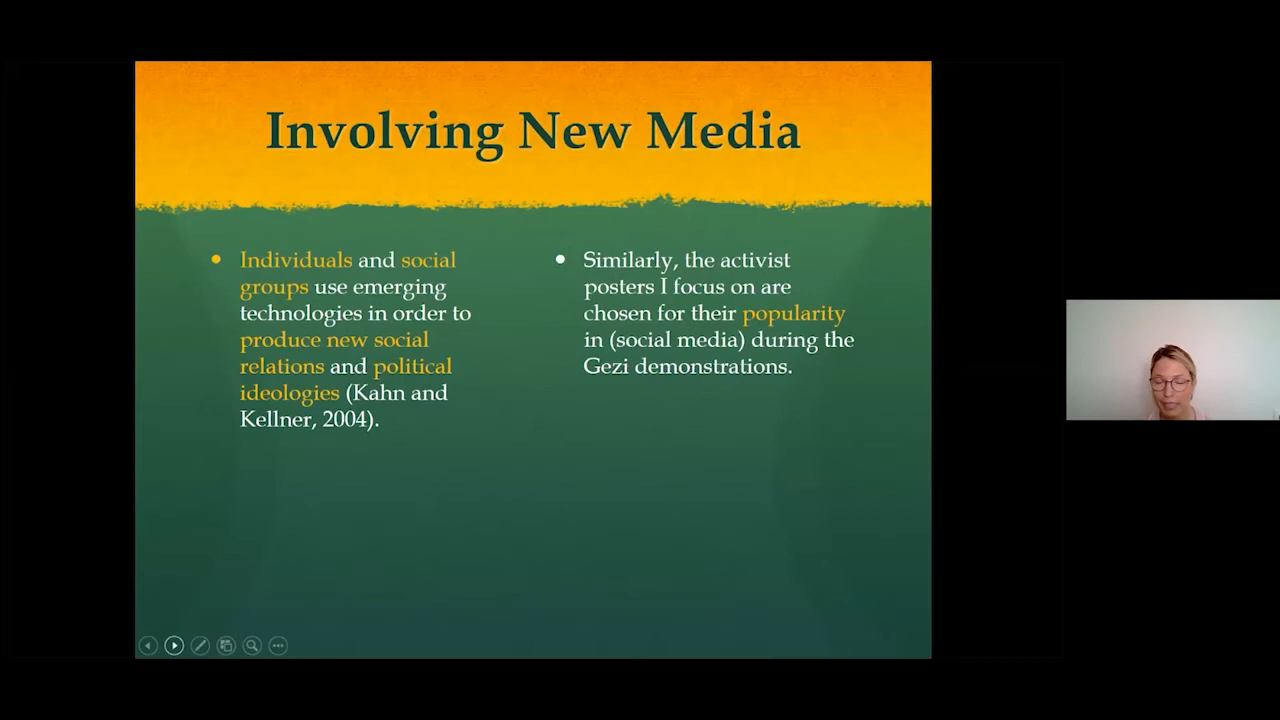 Involving New Media
Individuals and social
groups use emerging
technologies in order to
produce new social
relations and political
ideologies (Kahn and
Kellner, 2004).
Similarly, the activist
posters I focus on are
chosen for their popularity
in (social media) during the
Gezi demonstrations.